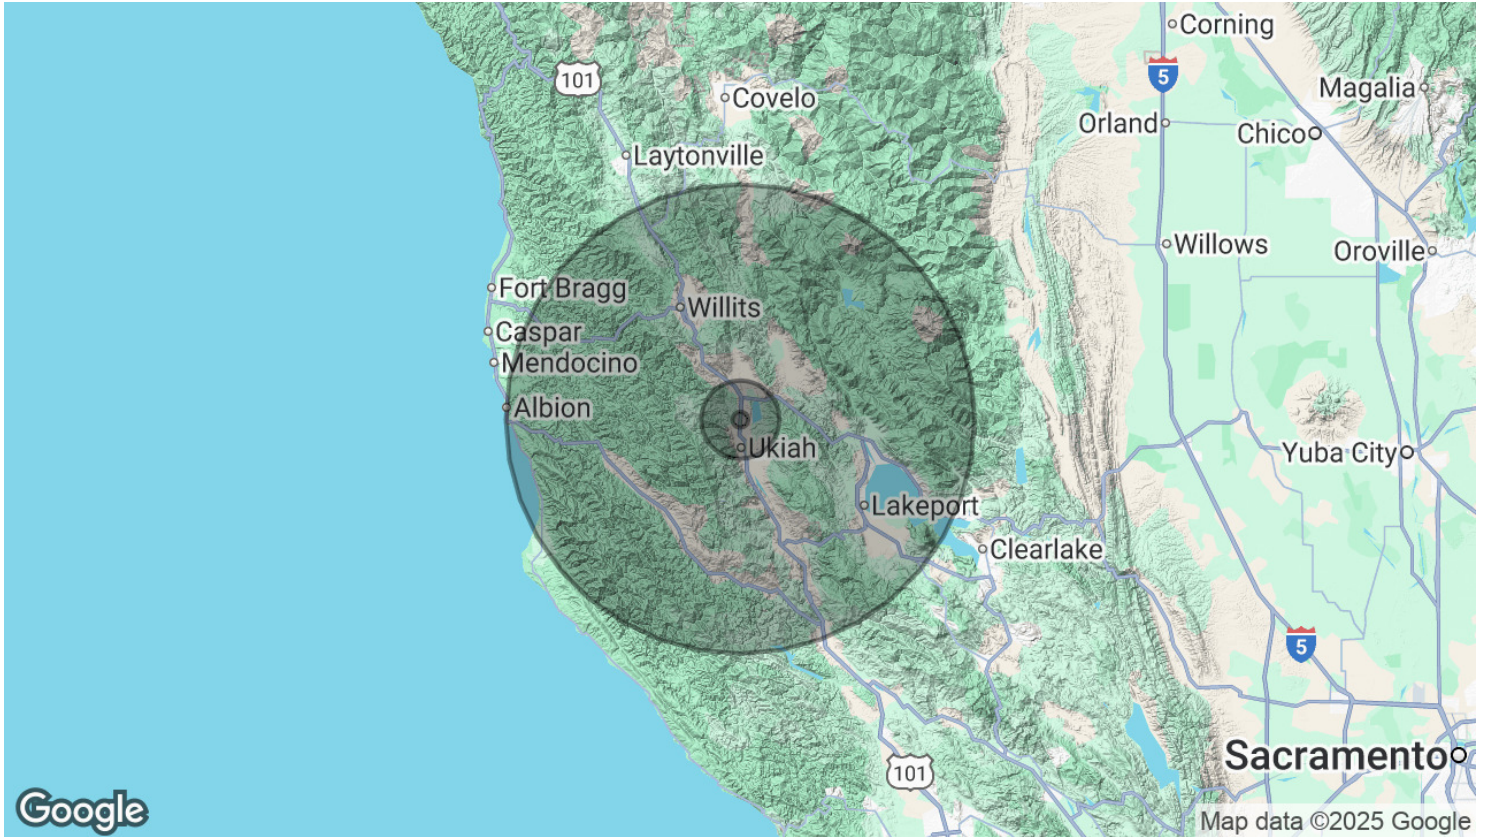 Corning
5
Magalia
101
Covelo
Orland
Chico
Laytonville
Willows
Oroville
Fort Bragg
Willits
Caspar
Mendocino
Albion
Ukiah
Yuba City
Lakeport
Clearlake
5
Sacramento
101
Google
Map data ©2025 Google